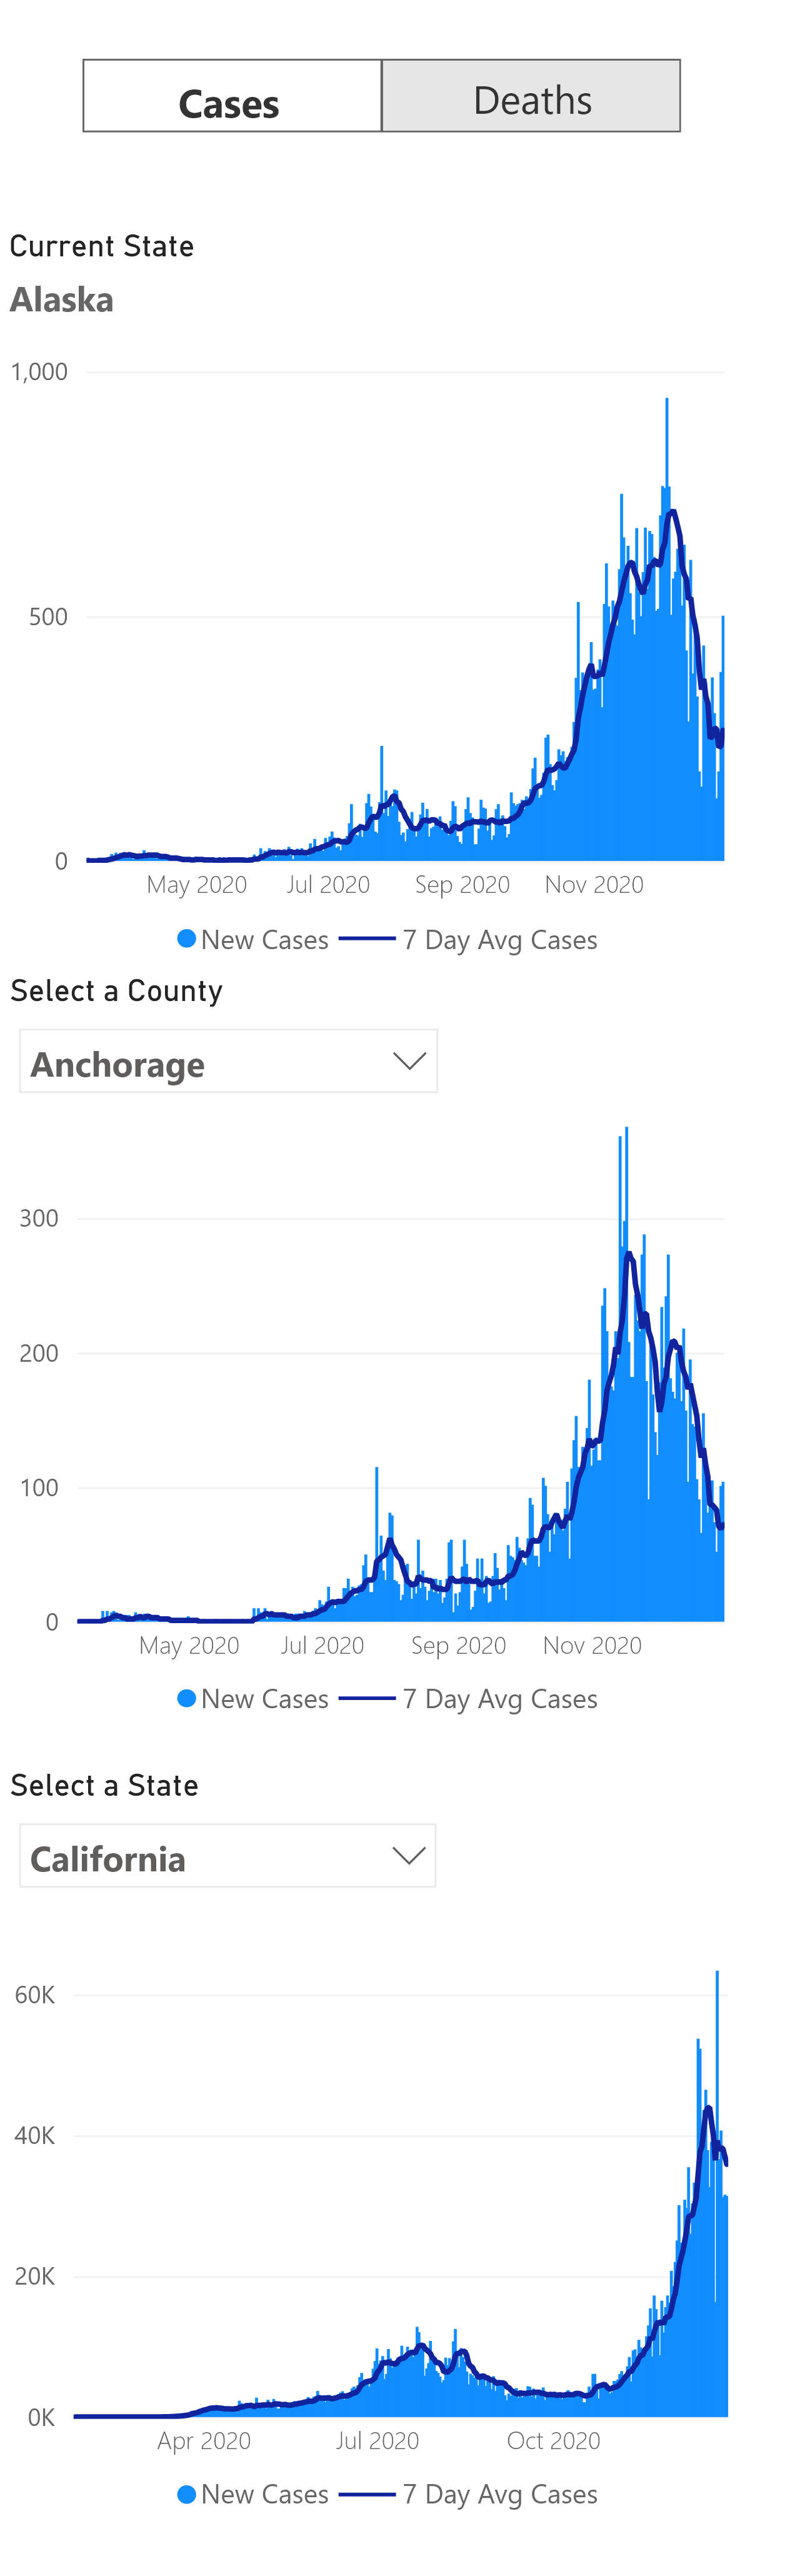 Cases Deaths
Current State
Alaska
1,000
500
0
May 2020 Jul 2020 Sep 2020 Nov 2020
New Cases 7 Day Avg Cases
Select a County
Anchorage
300
200
100
0
May 2020 Jul 2020 Sep 2020 Nov 2020
New Cases 7 Day Avg Cases
Select a State
California
60K
40K
20K
0K
Apr 2020 Jul 2020 Oct 2020
New Cases 7 Day Avg Cases